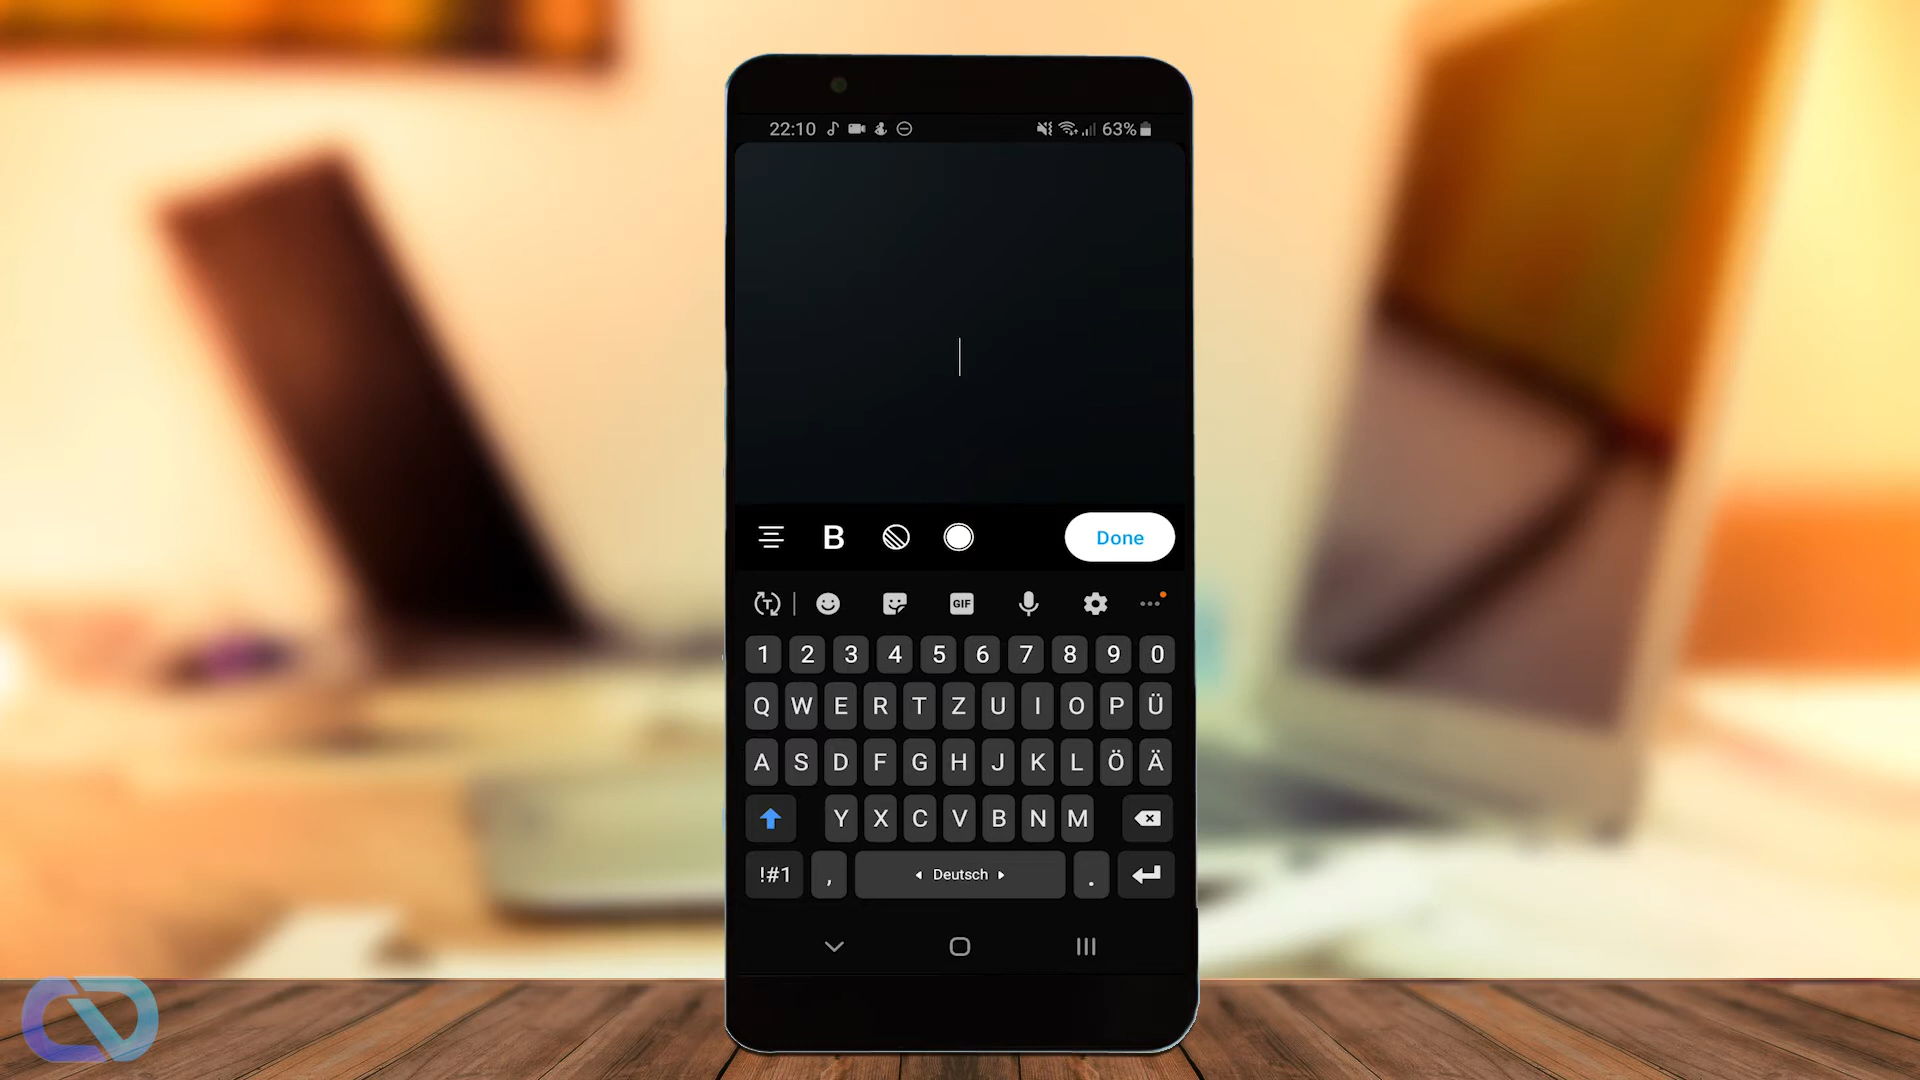 22:10 63%
B Done
GIF
1 2 3 4 5 6 7 8 9 0
Q W E R T Z U I O P Ü
A S D F G H J K L Ö Ä
Y X C V B N M
!#1 , Deutsch .